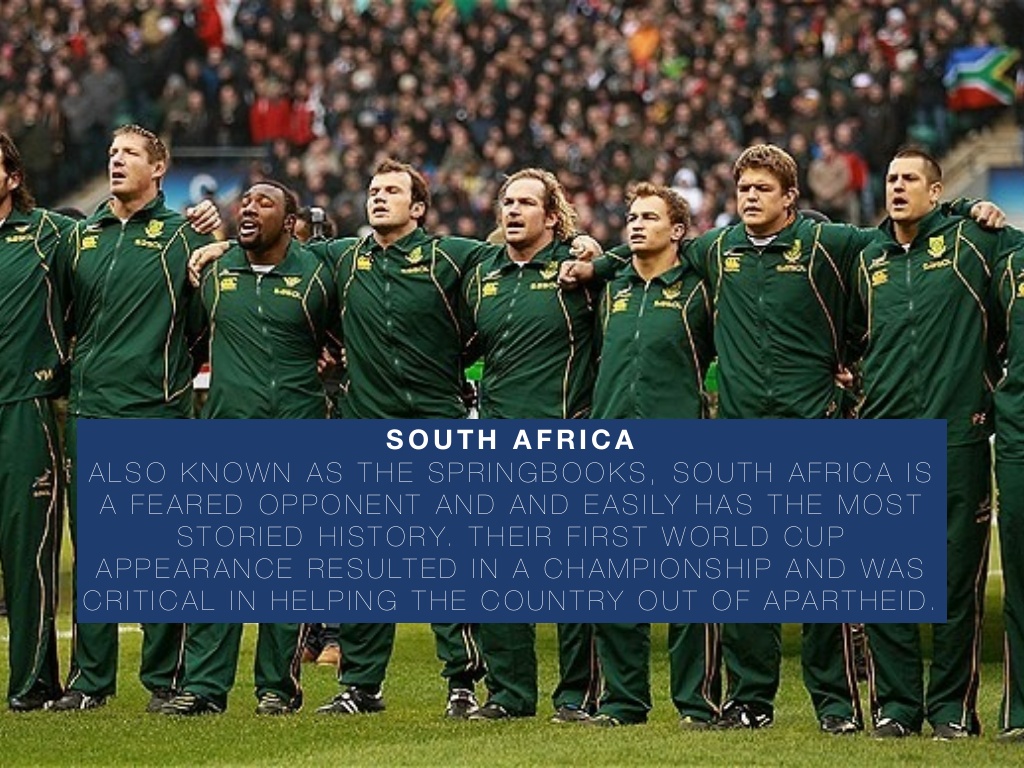 SOUTH AFRICA
ALSO KNOWN AS THE SPRINGBOOKS, SOUTH AFRICA IS
A FEARED OPPONENT AND AND EASILY HAS THE MOST
STORIED HISTORY. THEIR FIRST WORLD CUP
APPEARANCE RESULTED IN A CHAMPIONSHIP AND WAS
CRITICAL IN HELPING THE COUNTRY OUT OF APARTHEID.